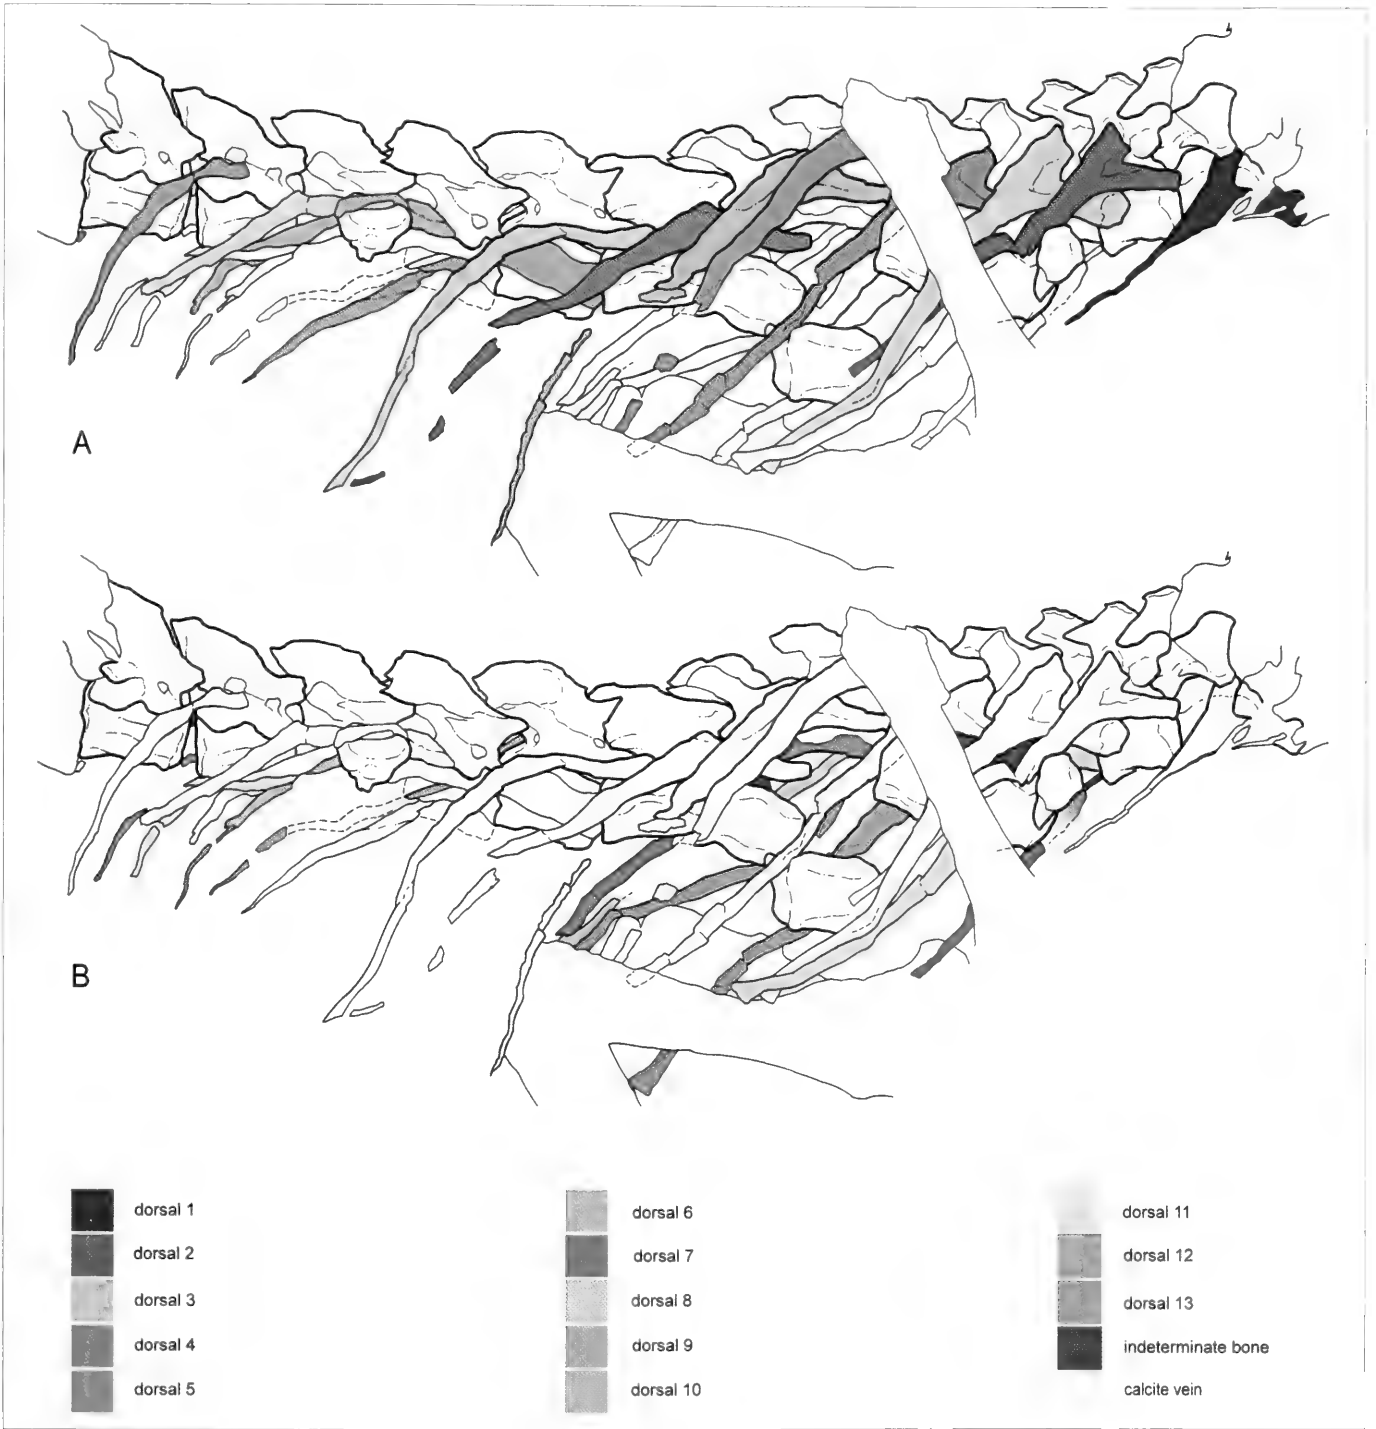 A
B
dorsal 1
dorsal 2
dorsal 3
dorsal 4
dorsal 5
dorsal 6
dorsal 7
dorsal 8
dorsal 9
dorsal 10
dorsal 11
dorsal 12
dorsal 13
indeterminate bone
calcite vein